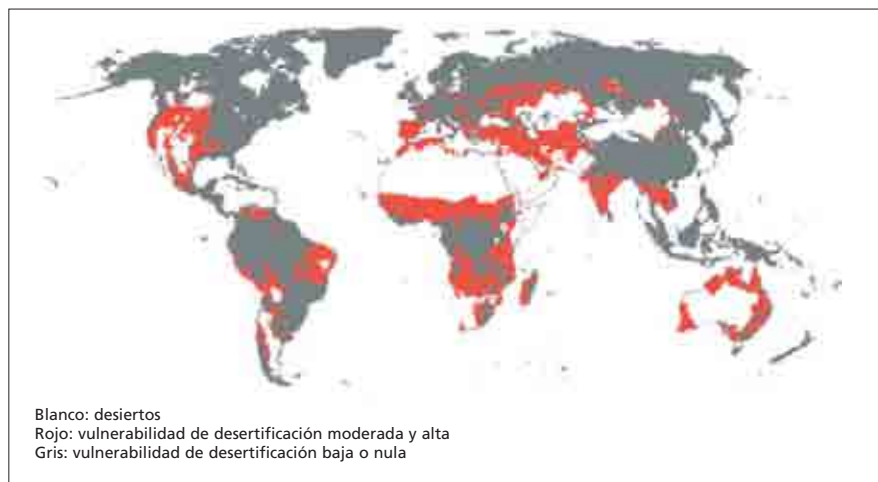 Blanco: desiertos
Rojo: vulnerabilidad de desertificación moderada y alta
Gris: vulnerabilidad de desertificación baja o nula